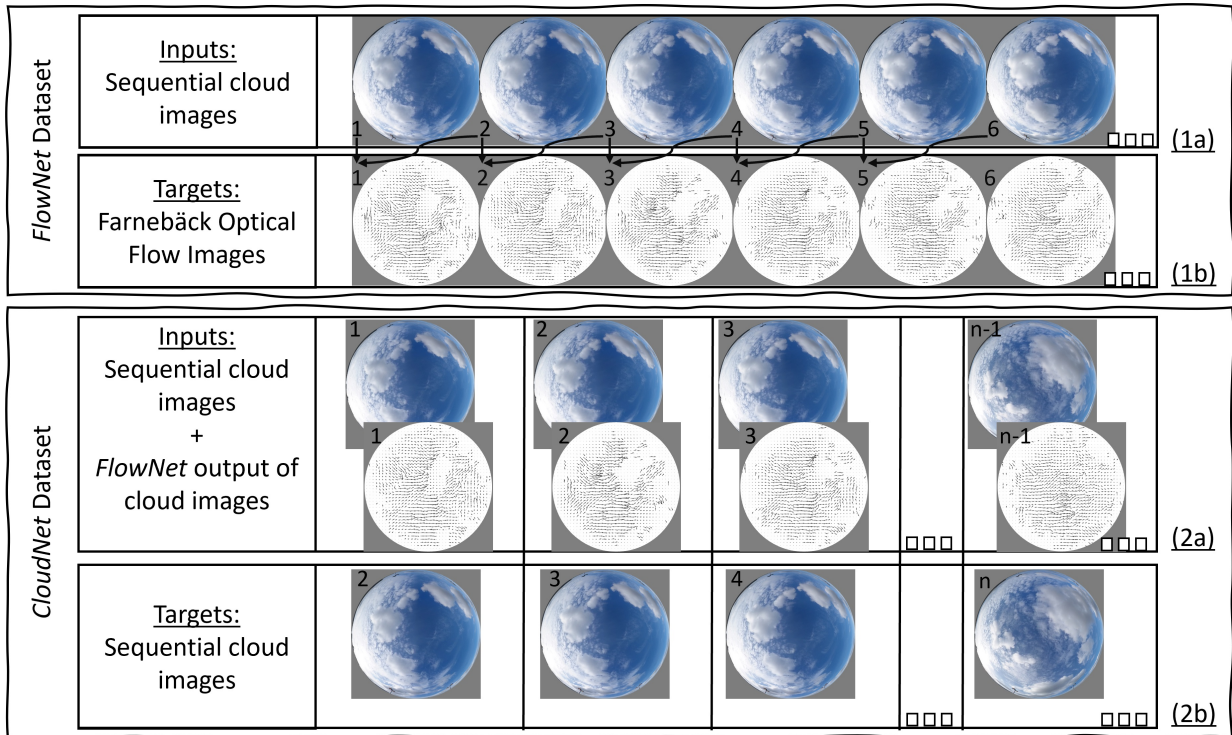 FlowNet Dataset
Inputs:
Sequential cloud
images
1 2 3 4 5 6
(1a)
Targets:
Farnebäck Optical
Flow Images
1 2 3 4 5 6
(1b)
CloudNet Dataset
Inputs:
Sequential cloud
images
+
FlowNet output of
cloud images
1 2 3 n-1
1 2 3 n-1
(2a)
Targets:
Sequential cloud
images
2 3 4 n
(2b)